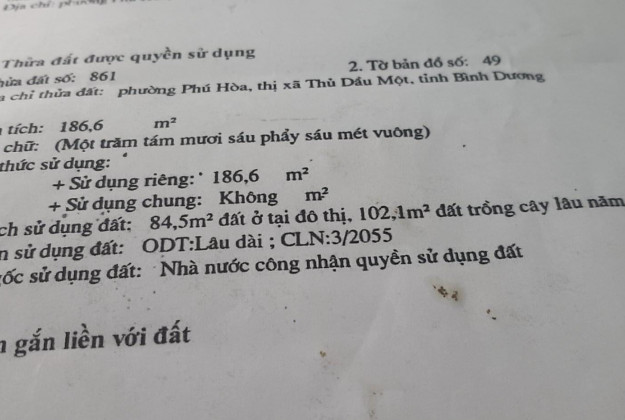 Địa chỉ:
Thửa đất được quyền sử dụng
hửa đất số: 861 2. Tờ bản đồ số: 49
a chỉ thửa đất: phường Phú Hòa, thị xã Thủ Dầu Một, tỉnh Bình Dương
tích: 186,6 m²
chữ: (Một trăm tám mươi sáu phẩy sáu mét vuông)
thức sử dụng:
+ Sử dụng riêng: 186,6 m²
+ Sử dụng chung: Không m²
ch sử dụng đất: 84,5m² đất ở tại đô thị, 102,1m² đất trồng cây lâu năm
n sử dụng đất: ODT:Lâu dài ; CLN:3/2055
ốc sử dụng đất: Nhà nước công nhận quyền sử dụng đất
n gắn liền với đất